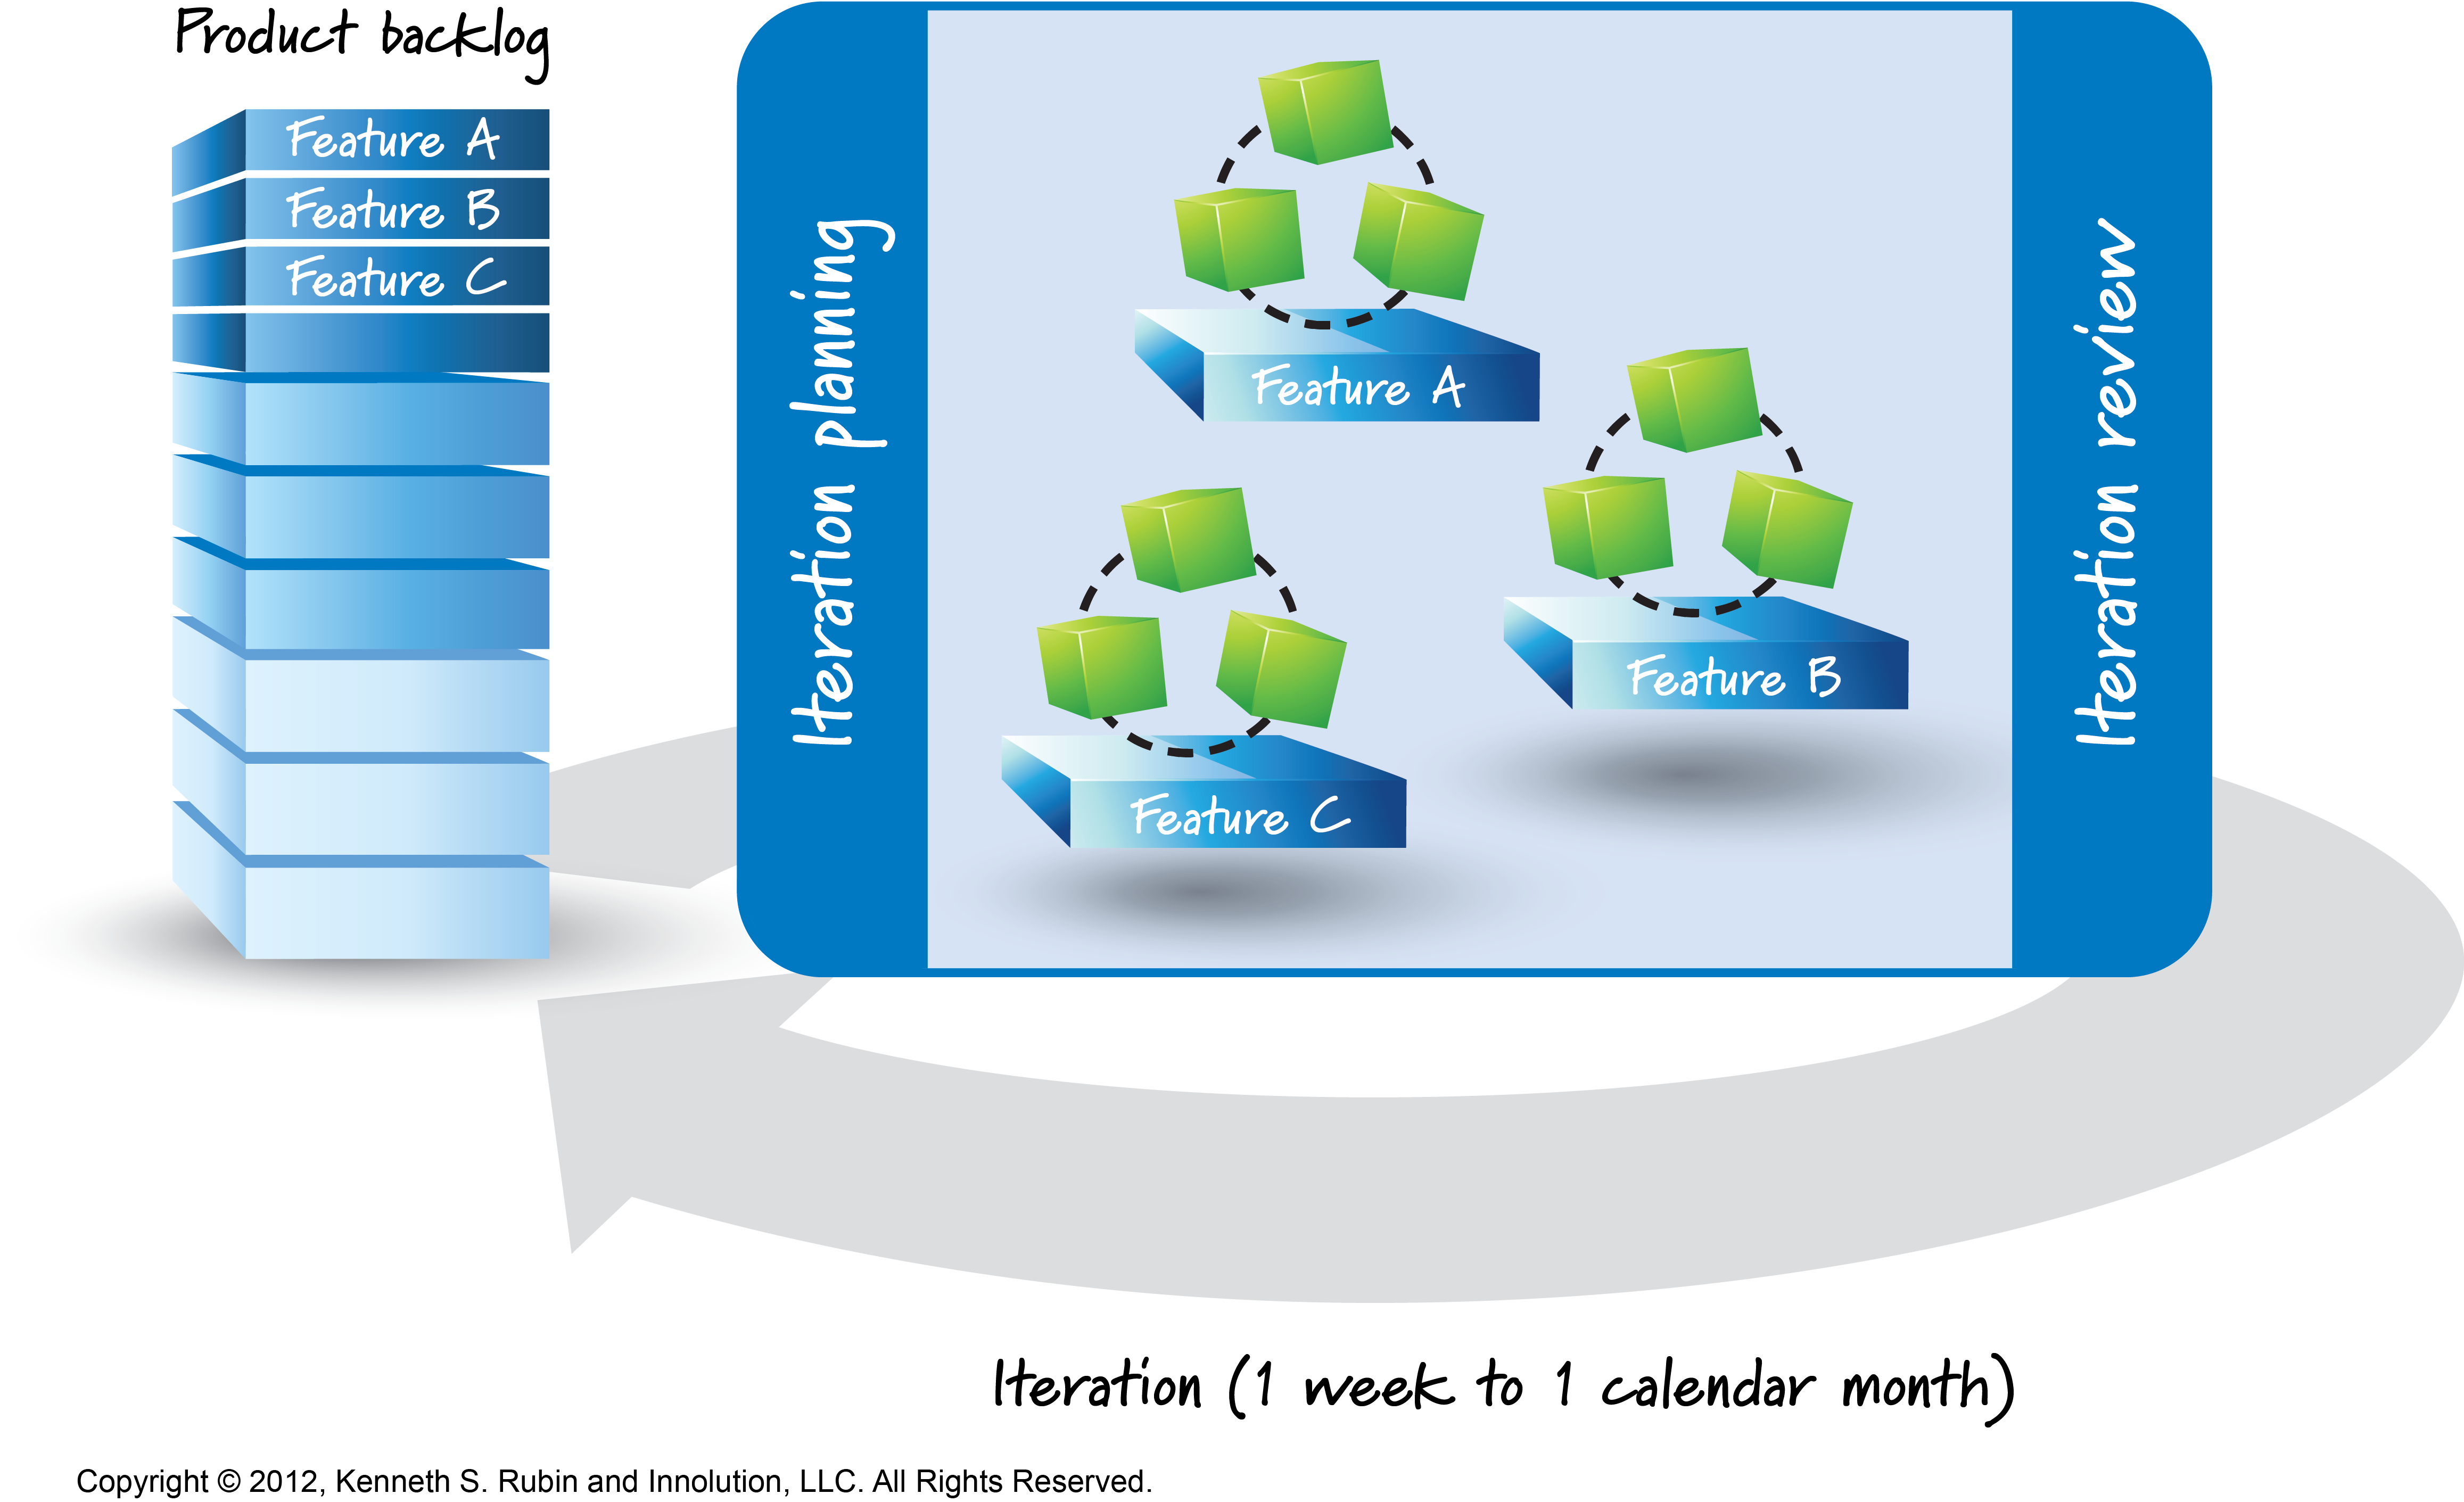 Product backlog
Feature A
Feature B
Feature C
Iteration planning
Feature A
Feature B
Feature C
Iteration review
Iteration (1 week to 1 calendar month)
Copyright © 2012, Kenneth S. Rubin and Innolution, LLC. All Rights Reserved.